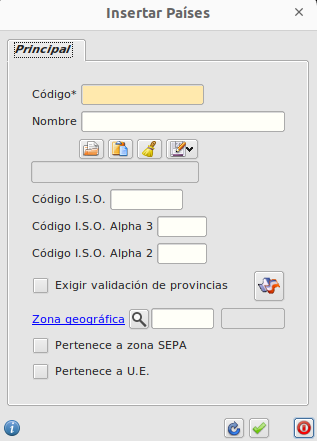 Insertar Países
Principal
Código*
Nombre
Código I.S.O.
Código I.S.O. Alpha 3
Código I.S.O. Alpha 2
Exigir validación de provincias
Zona geográfica
Pertenece a zona SEPA
Pertenece a U.E.